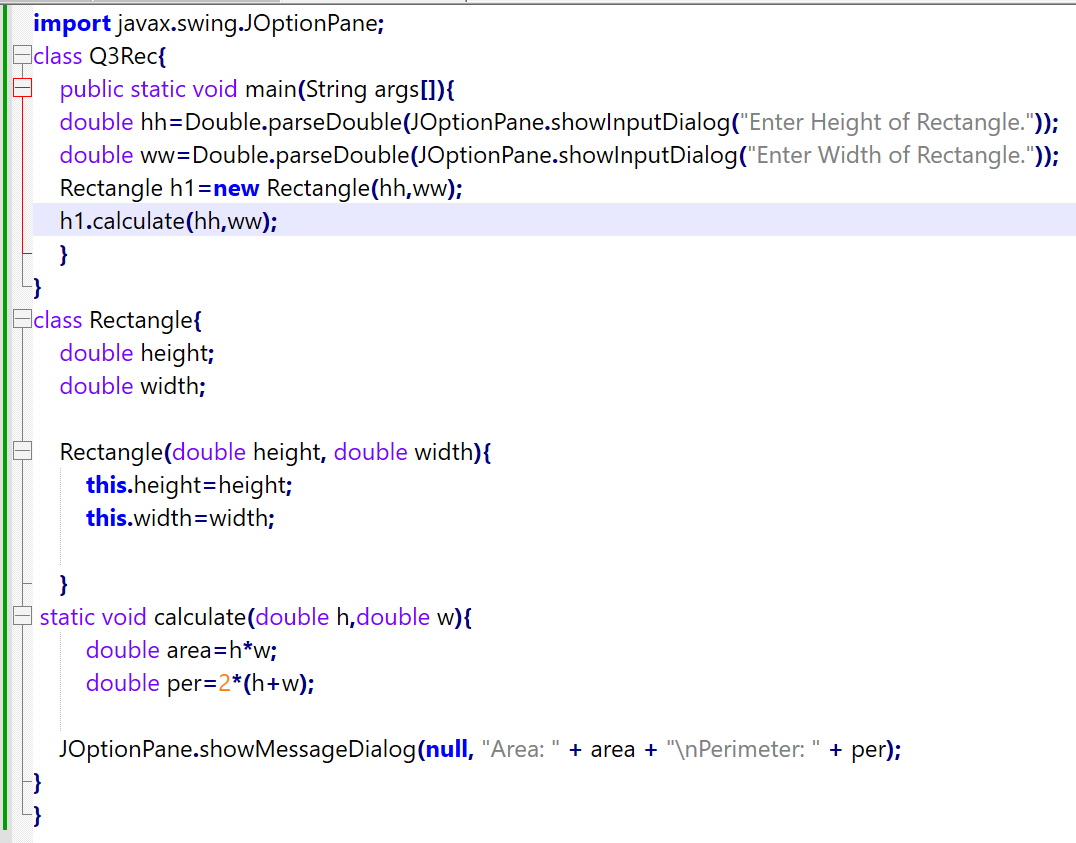 import javax.swing.JOptionPane;
class Q3Rec{
public static void main(String args[]){
double hh=Double.parseDouble(JOptionPane.showInputDialog("Enter Height of Rectangle."));
double ww=Double.parseDouble(JOptionPane.showInputDialog("Enter Width of Rectangle."));
Rectangle h1=new Rectangle(hh,ww);
h1.calculate(hh,ww);
}
}
class Rectangle{
double height;
double width;
Rectangle(double height, double width){
this.height=height;
this.width=width;
}
static void calculate(double h,double w){
double area=h*w;
double per=2*(h+w);
JOptionPane.showMessageDialog(null, "Area: " + area + "\nPerimeter: " + per);
}
}